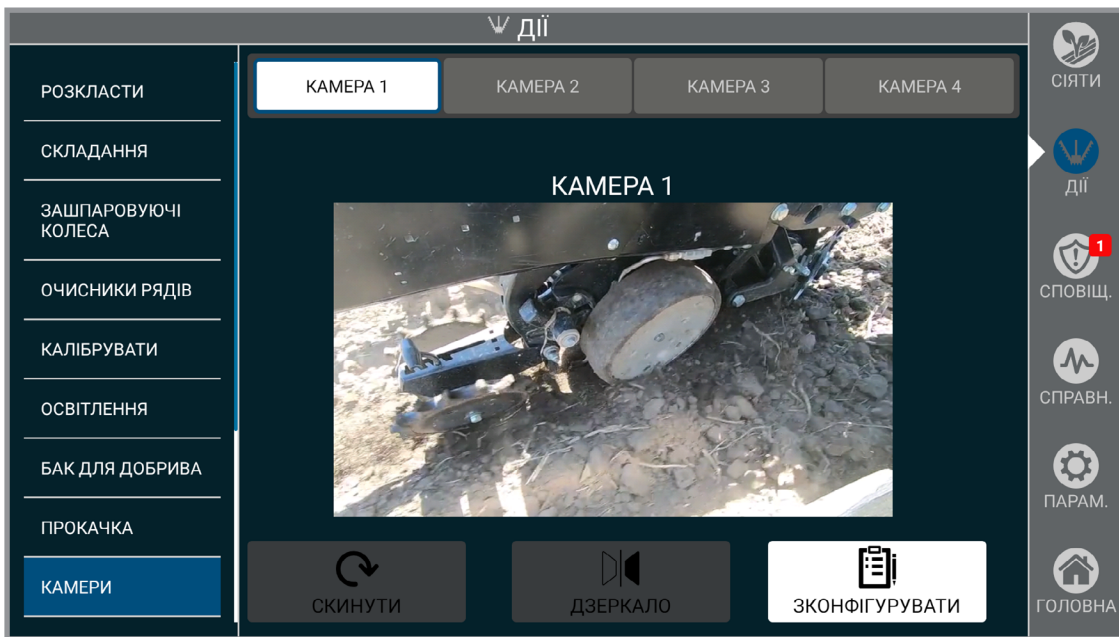 ДІЇ
РОЗКЛАСТИ
СКЛАДАННЯ
ЗАШПАРОВУЮЧІ
КОЛЕСА
ОЧИСНИКИ РЯДІВ
КАЛІБРУВАТИ
ОСВІТЛЕННЯ
БАК ДЛЯ ДОБРИВА
ПРОКАЧКА
КАМЕРИ
КАМЕРА 1
КАМЕРА 2
КАМЕРА 3
КАМЕРА 4
КАМЕРА 1
СКИНУТИ
ДЗЕРКАЛО
ЗКОНФІГУРУВАТИ
СІЯТИ
ДІЇ
1
СПОВІЩ.
СПРАВН.
ПАРАМ.
ГОЛОВНА